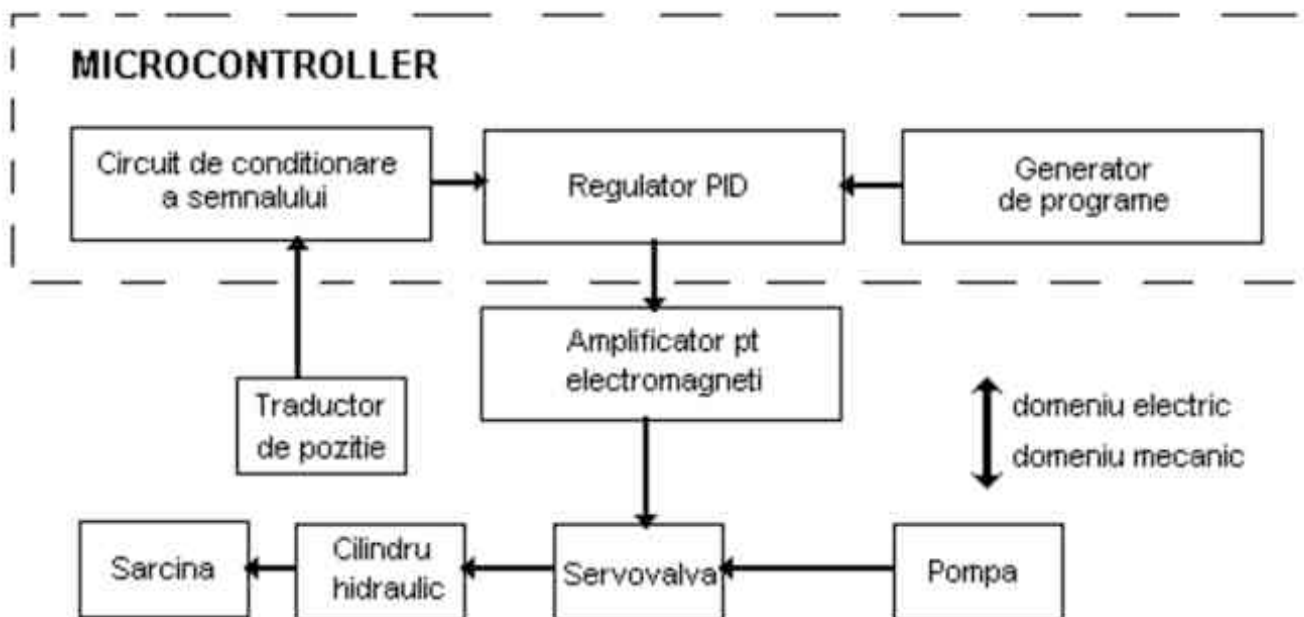 MICROCONTROLLER
Circuit de conditionare
a semnalului
Regulator PID
Generator
de programe
Amplificator pt
electromagneti
Traductor
de pozitie
domeniu electric
domeniu mecanic
Sarcina
Cilindru
hidraulic
Servovalva
Pompa